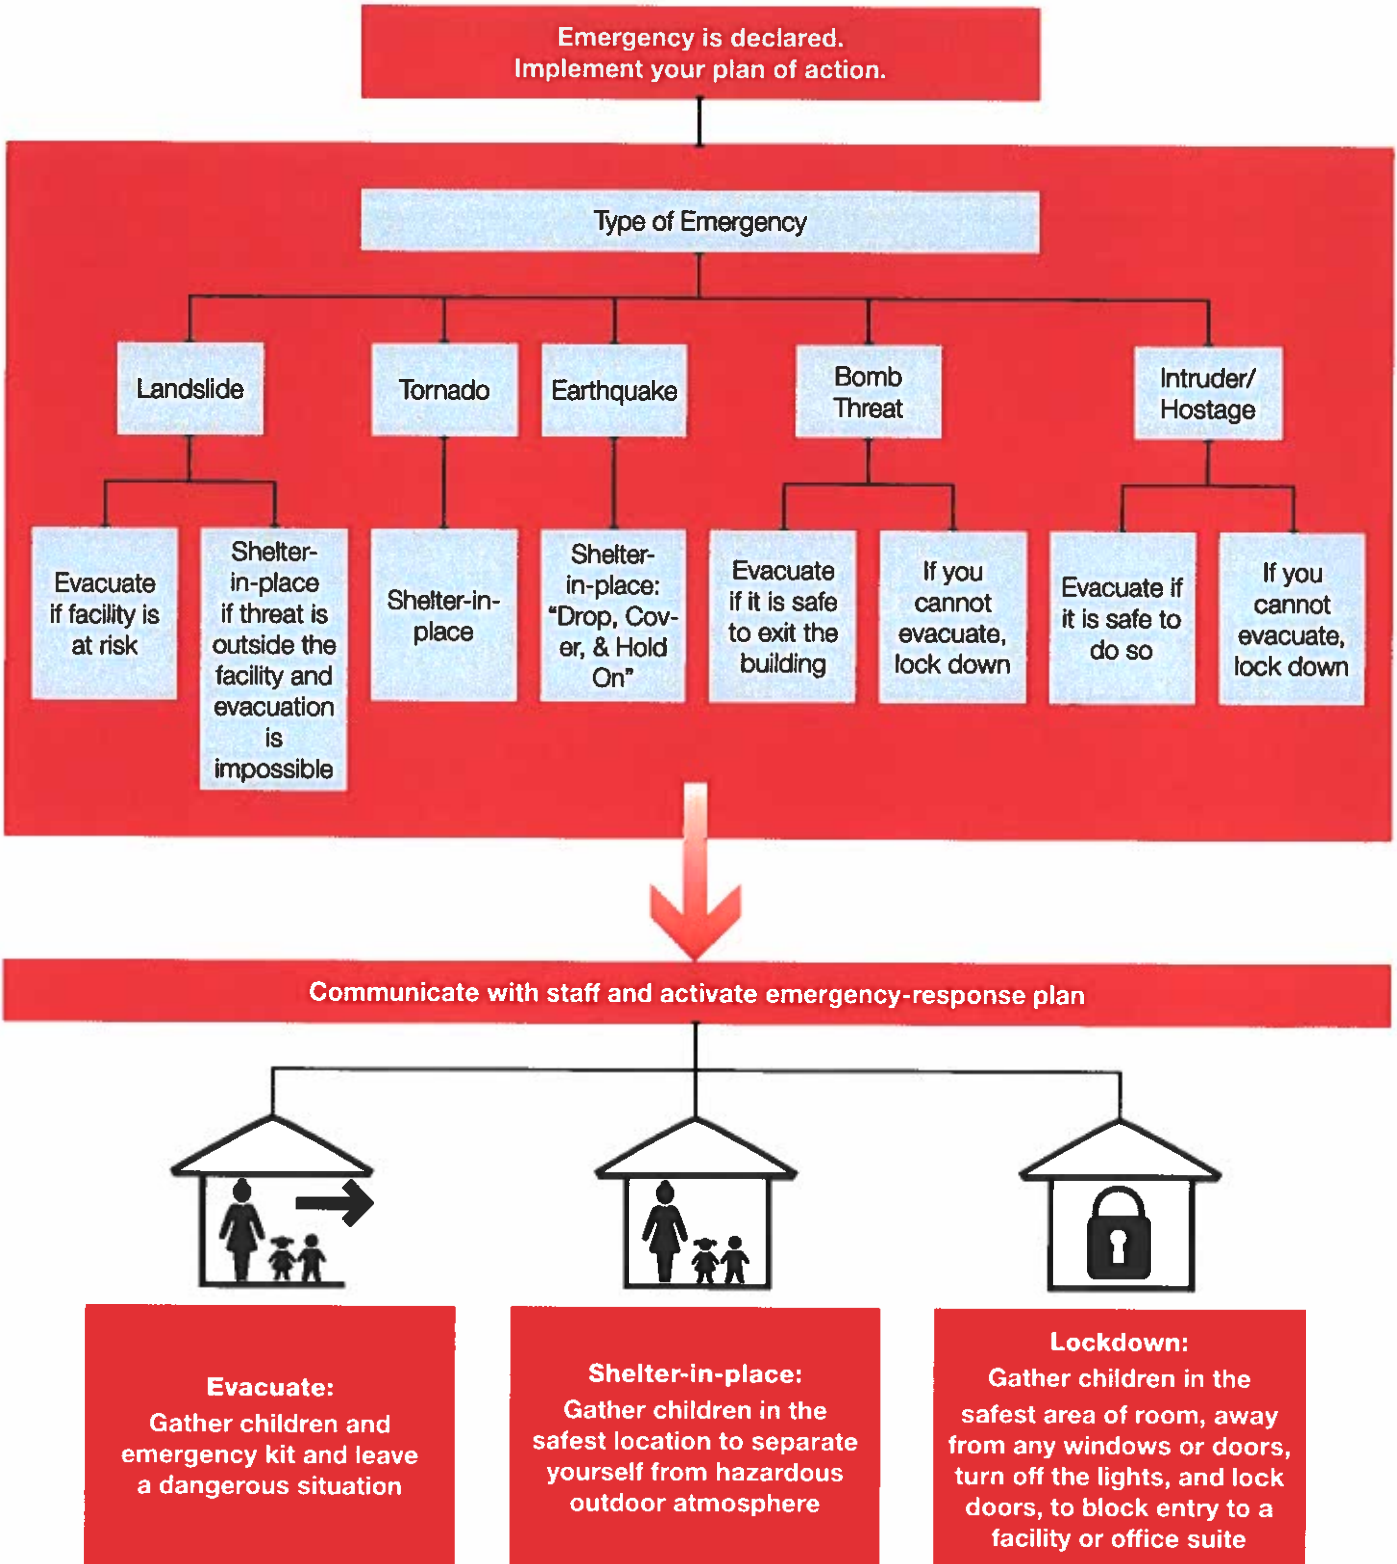 Emergency is declared.
Implement your plan of action.
Type of Emergency
Landslide
Tornado
Earthquake
Bomb
Threat
Intruder/
Hostage
Evacuate
if facility is
at risk
Shelter-
in-place
if threat is
outside the
facility and
evacuation
is
impossible
Shelter-in-
place
Shelter-
in-place:
“Drop, Cov-
er, & Hold
On”
Evacuate
if it is safe
to exit the
building
If you
cannot
evacuate,
lock down
Evacuate if
it is safe to
do so
If you
cannot
evacuate,
lock down
Communicate with staff and activate emergency-response plan
Evacuate:
Gather children and
emergency kit and leave
a dangerous situation
Shelter-in-place:
Gather children in the
safest location to separate
yourself from hazardous
outdoor atmosphere
Lockdown:
Gather children in the
safest area of room, away
from any windows or doors,
turn off the lights, and lock
doors, to block entry to a
facility or office suite